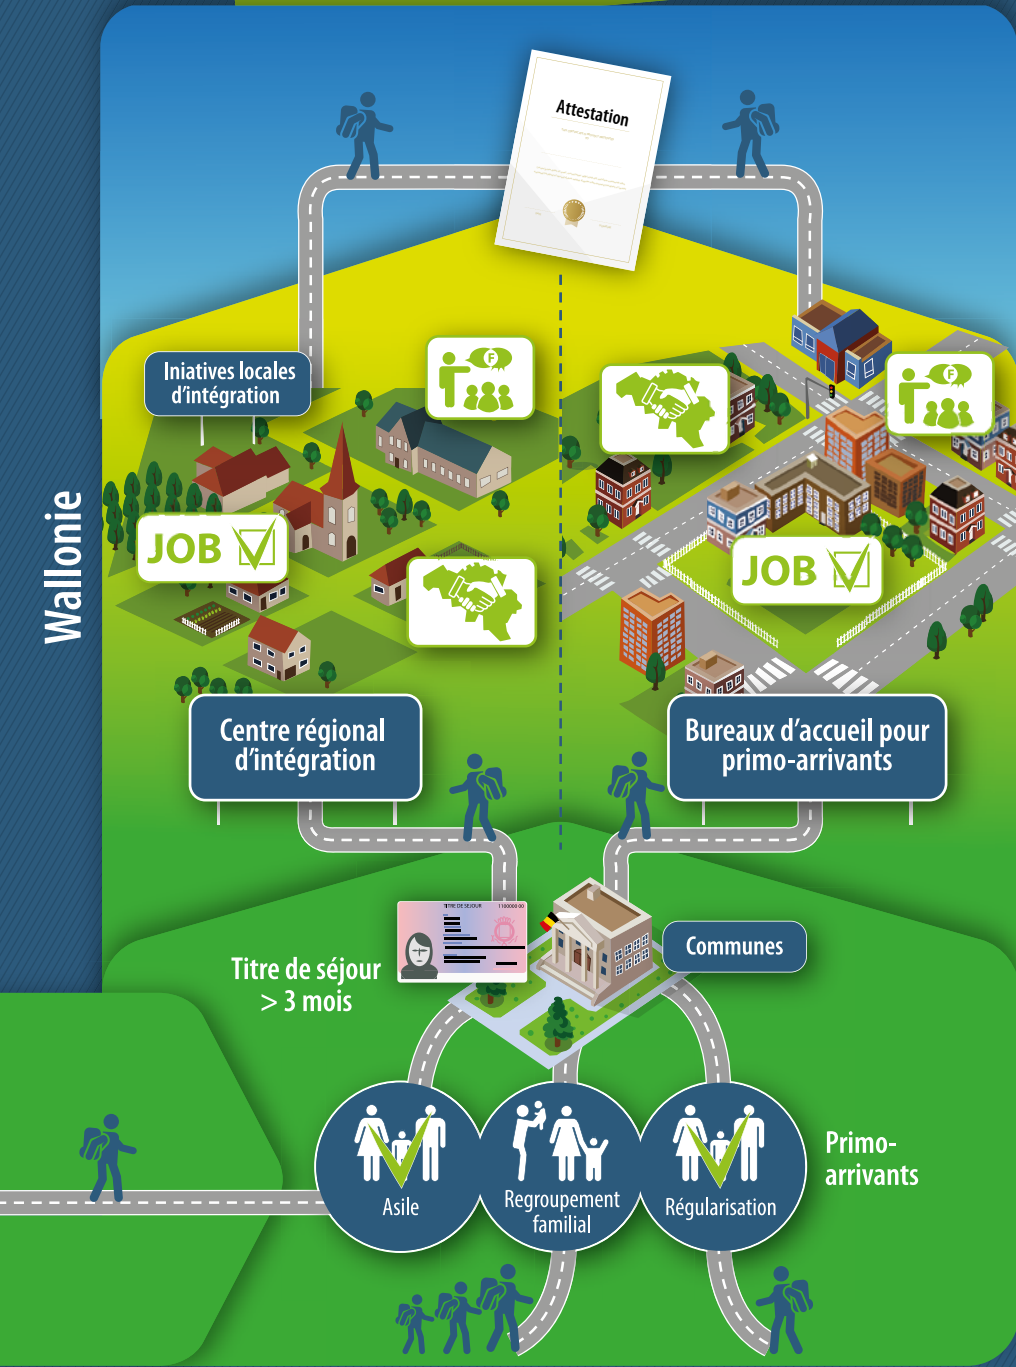 Attestation
Iniatives locales
d'intégration
F
F
JOB
JOB
Wallonie
Centre régional
d'intégration
Bureaux d'accueil pour
primo-arrivants
TITRE DE SEJOUR
Communes
Titre de séjour
> 3 mois
Primo-
arrivants
Asile
Regroupement
familial
Régularisation